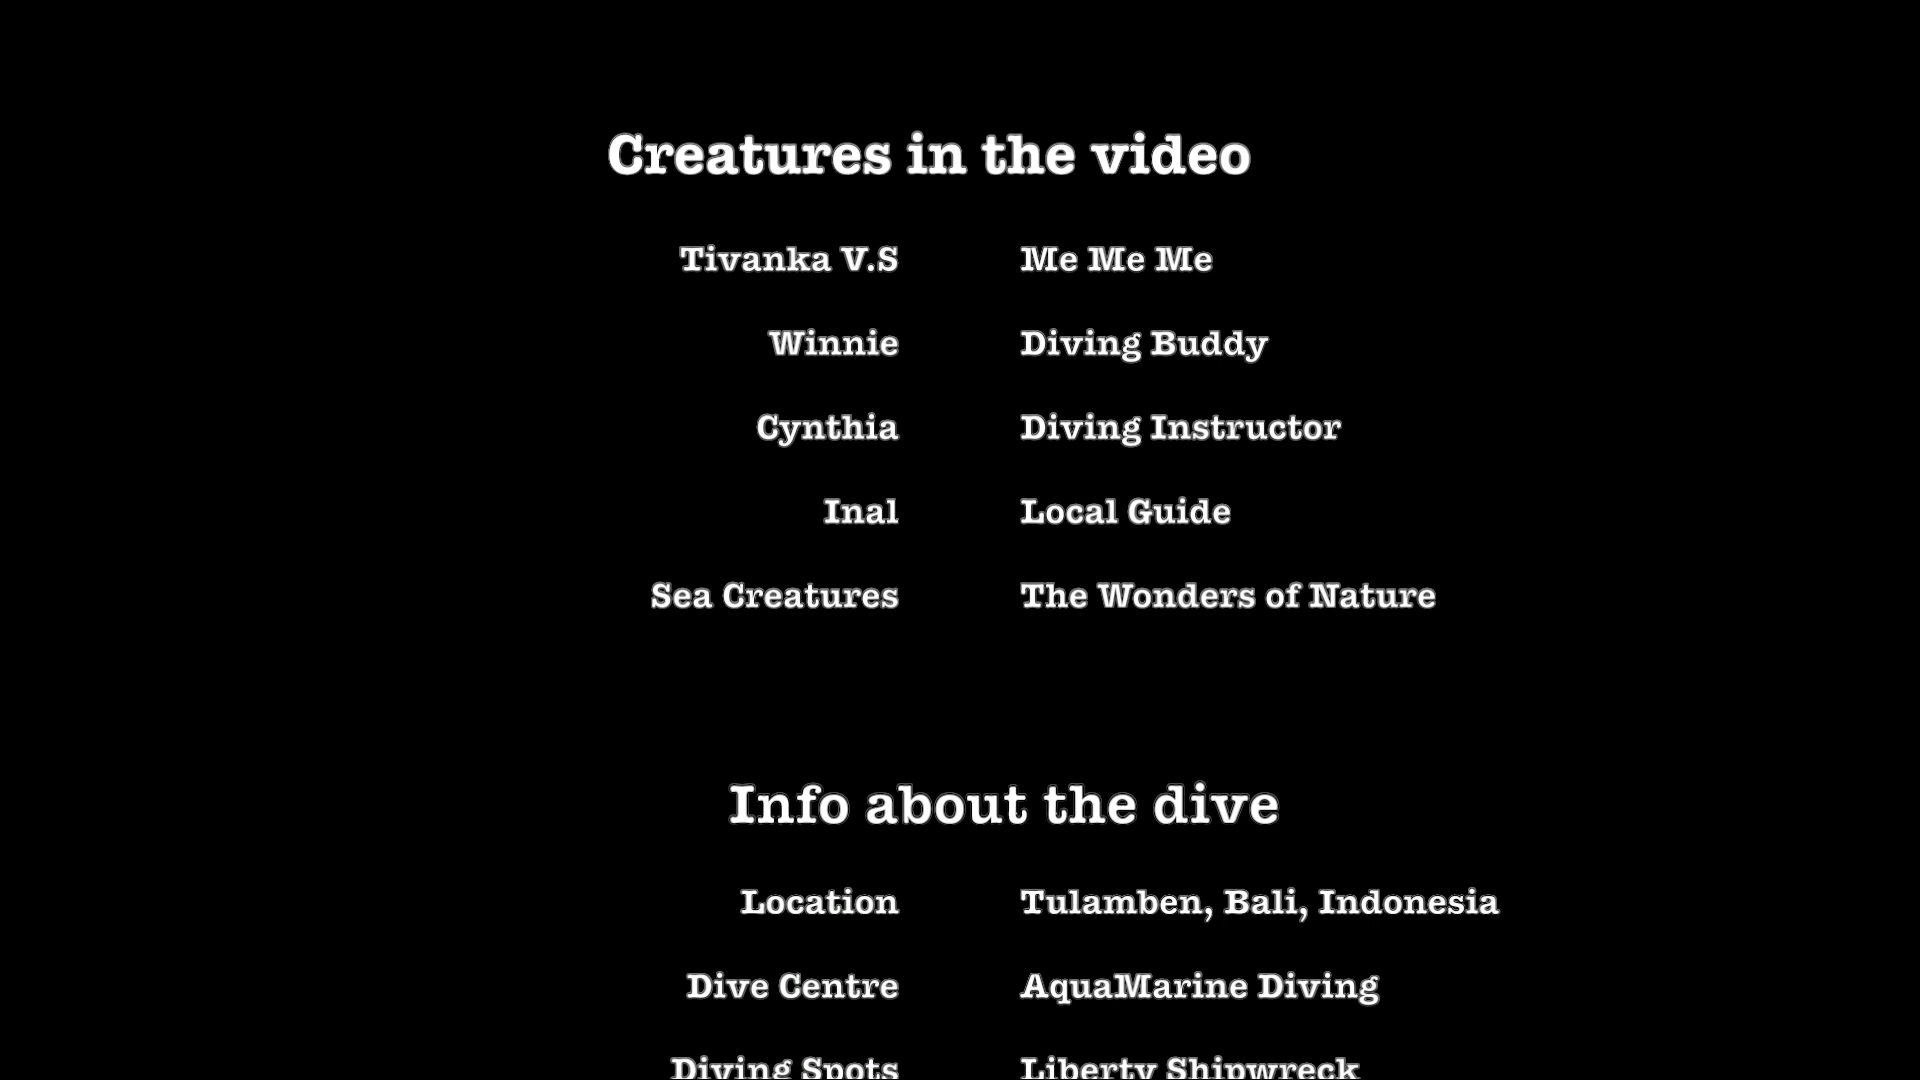 Creatures in the video
Tivanka V.S Me Me Me
Winnie Diving Buddy
Cynthia Diving Instructor
Inal Local Guide
Sea Creatures The Wonders of Nature
Info about the dive
Location Tulamben, Bali, Indonesia
Dive Centre AquaMarine Diving
Diving Spots Liberty Shipwreck